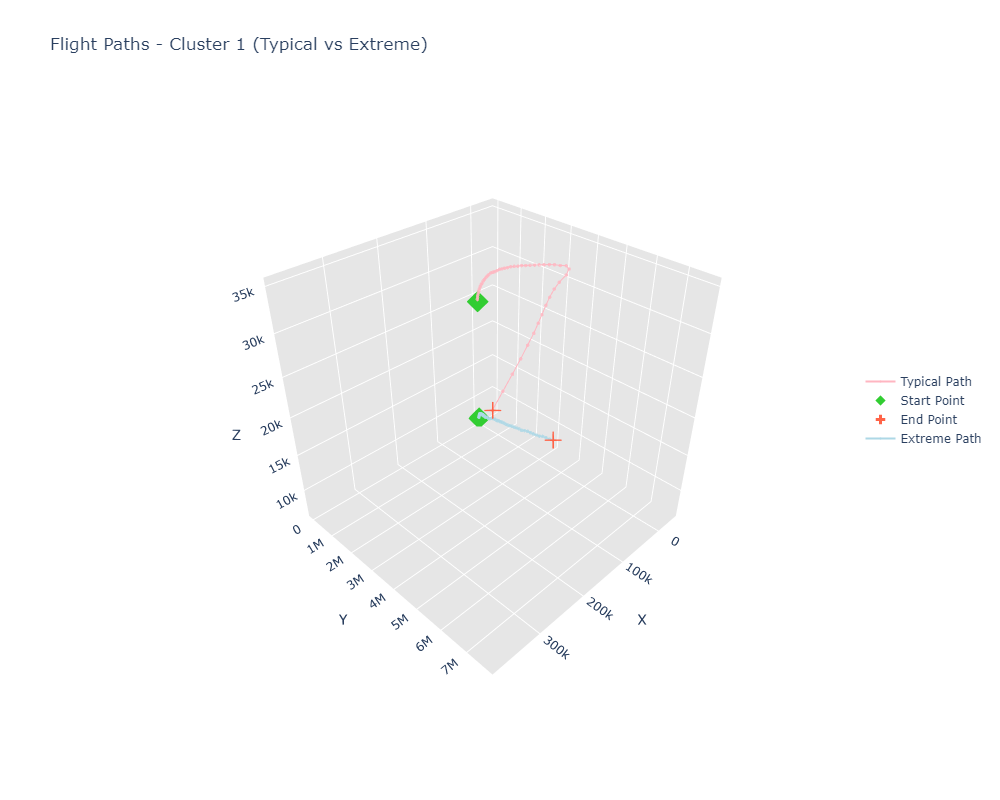 Flight Paths - Cluster 1 (Typical vs Extreme)
35k
30k
25k
20k
15k
10k
Z
0
1M
2M
3M
4M
5M
6M
7M
Y
0
100k
200k
300k
X
Typical Path
Start Point
End Point
Extreme Path